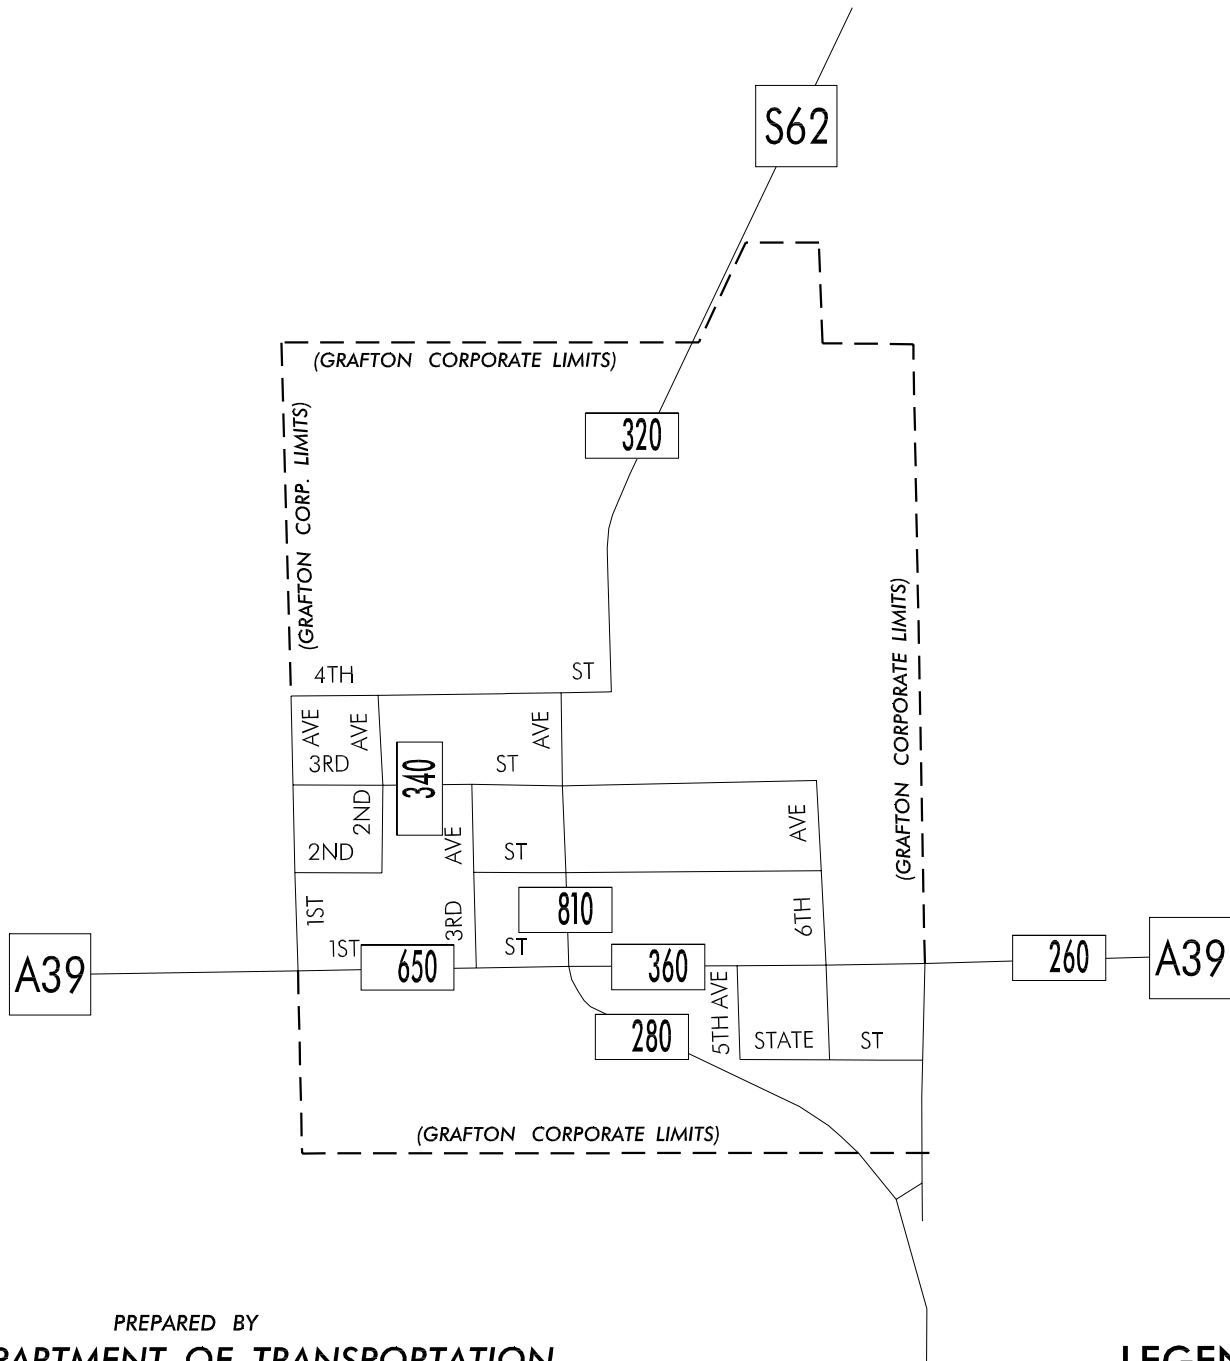 S62
(GRAFTON CORPORATE LIMITS)
(GRAFTON CORP. LIMITS)
320
(GRAFTON CORPORATE LIMITS)
4TH ST
AVE
AVE
AVE
3RD ST
340
2ND
AVE
AVE
2ND ST
1ST
3RD
810
6TH
1ST ST
A39
650
360
260
A39
5TH AVE
280
STATE ST
(GRAFTON CORPORATE LIMITS)
PREPARED BY
PARTMENT OF TRANSPORTATION
LEGEN